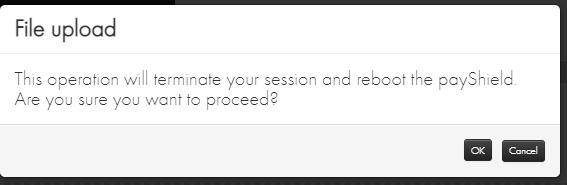 File upload
This operation will terminate your session and reboot the payShield.
Are you sure you want to proceed?
OK
Cancel